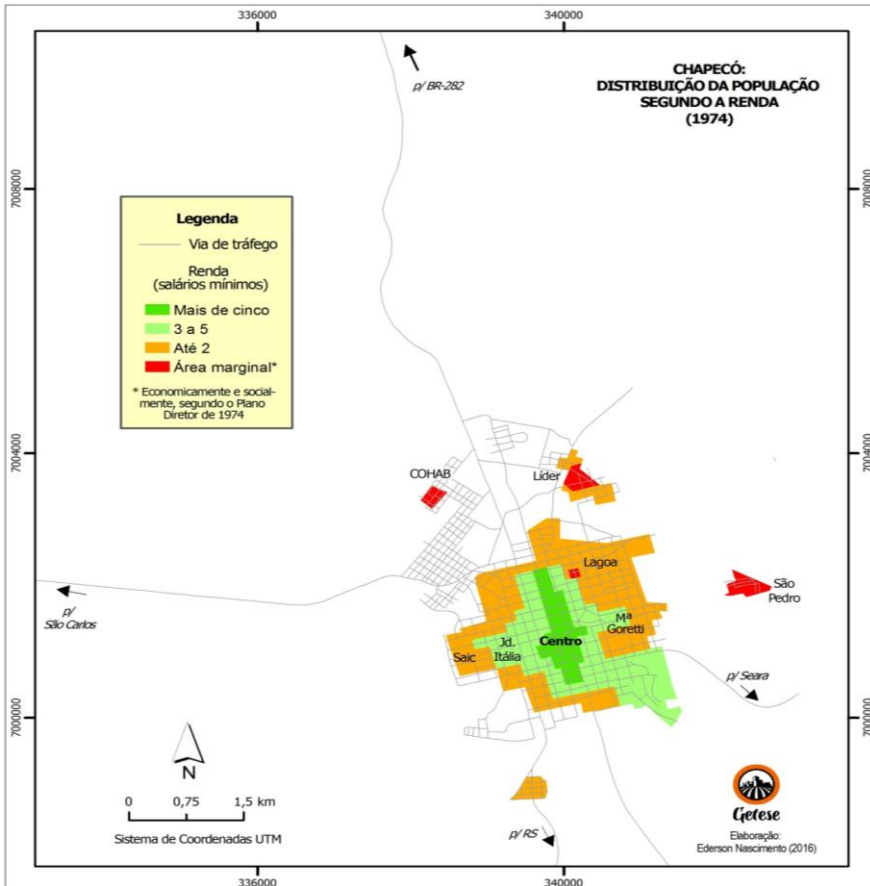 336000
340000
p/ BR-282
CHAPECÓ:
DISTRIBUIÇÃO DA POPULAÇÃO
SEGUNDO A RENDA
(1974)
7008000
7008000
Legenda
Via de tráfego
Renda
(salários mínimos)
Mais de cinco
3 a 5
Até 2
Área marginal*
* Economicamente e social-
mente, segundo o Plano
Diretor de 1974
7004000
7004000
COHAB
Líder
Lagoa
São
Pedro
p/
São Carlos
Mª
Goretti
Centro
Jd.
Itália
Saic
p/ Seara
7000000
7000000
N
0 0,75 1,5 km
Sistema de Coordenadas UTM
p/ RS
Getese
Elaboração:
Ederson Nascimento (2016)
336000
340000